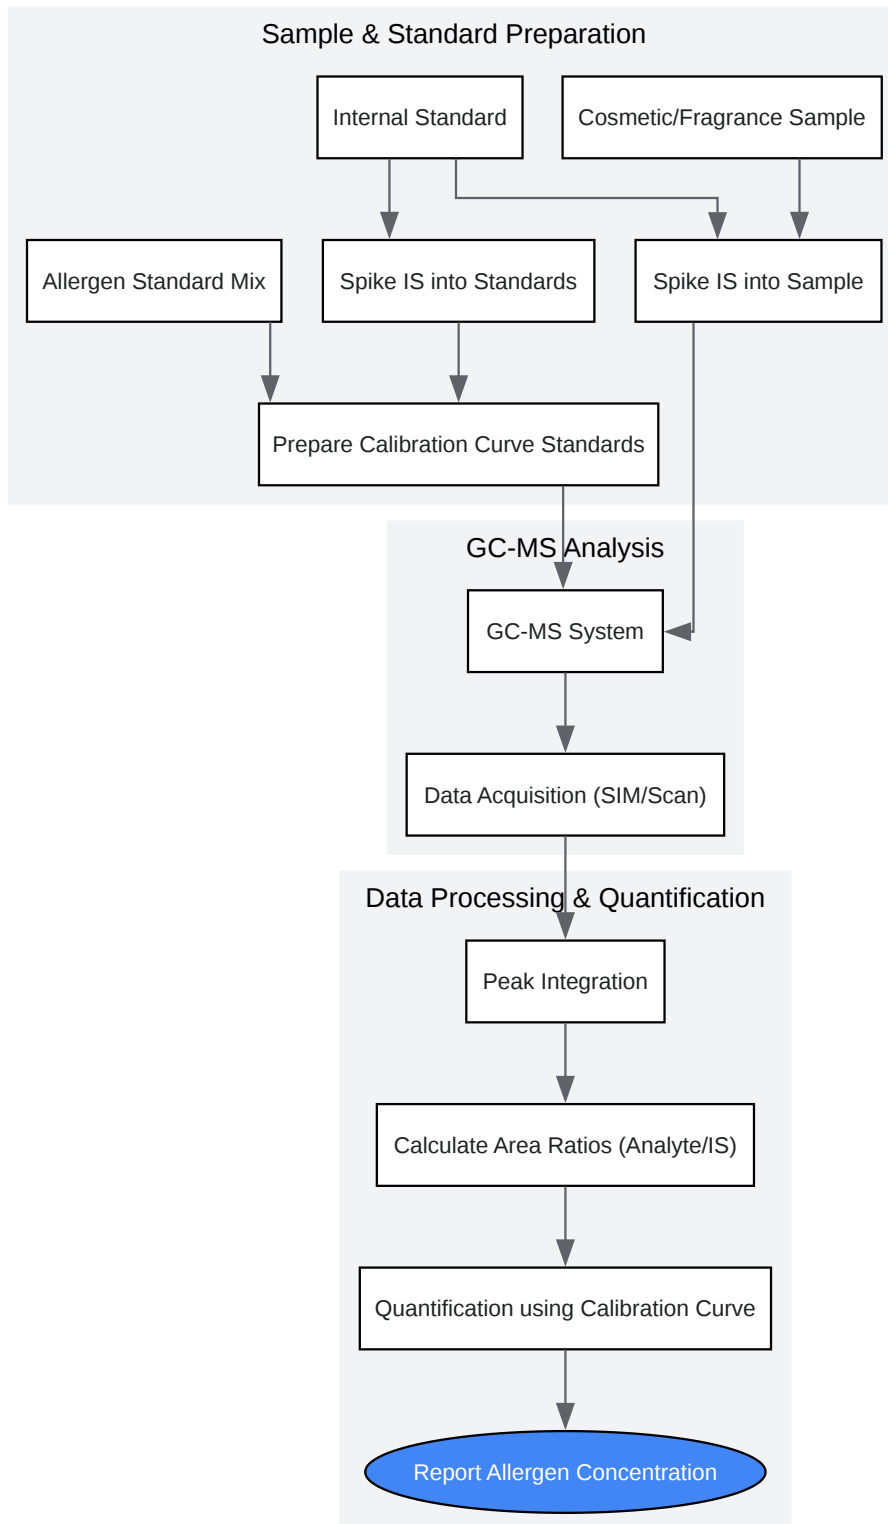 Sample & Standard Preparation
Internal Standard
Cosmetic/Fragrance Sample
Allergen Standard Mix
Spike IS into Standards
Spike IS into Sample
Prepare Calibration Curve Standards
GC-MS Analysis
GC-MS System
Data Acquisition (SIM/Scan)
Data Processing & Quantification
Peak Integration
Calculate Area Ratios (Analyte/IS)
Quantification using Calibration Curve
Report Allergen Concentration